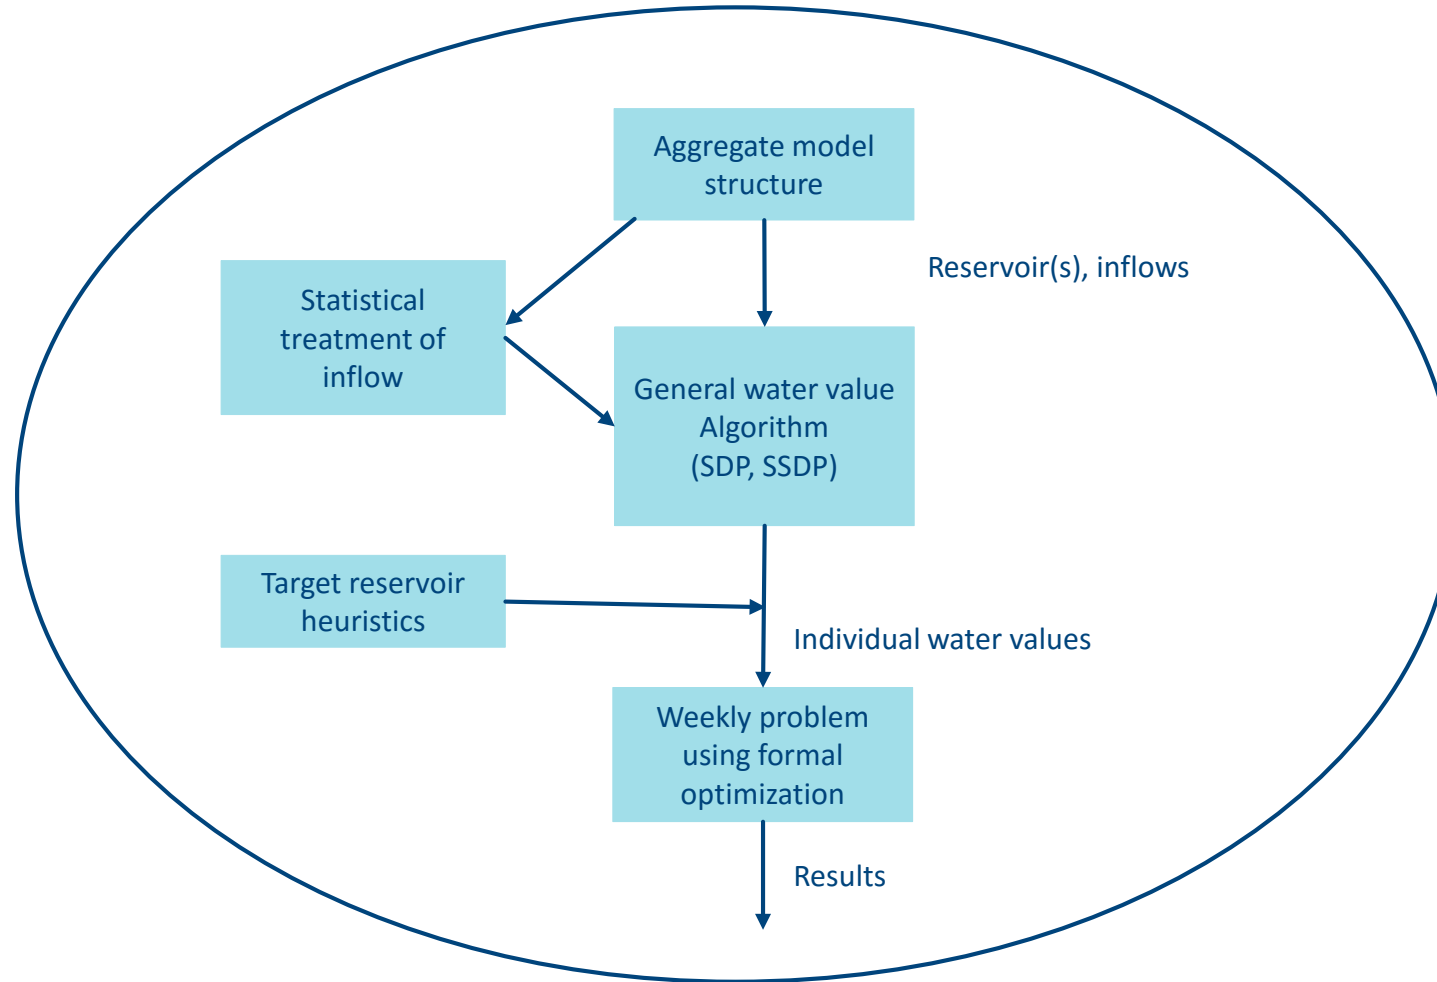 Aggregate model
structure
Reservoir(s), inflows
Statistical
treatment of
inflow
General water value
Algorithm
(SDP, SSDP)
Target reservoir
heuristics
Individual water values
Weekly problem
using formal
optimization
Results